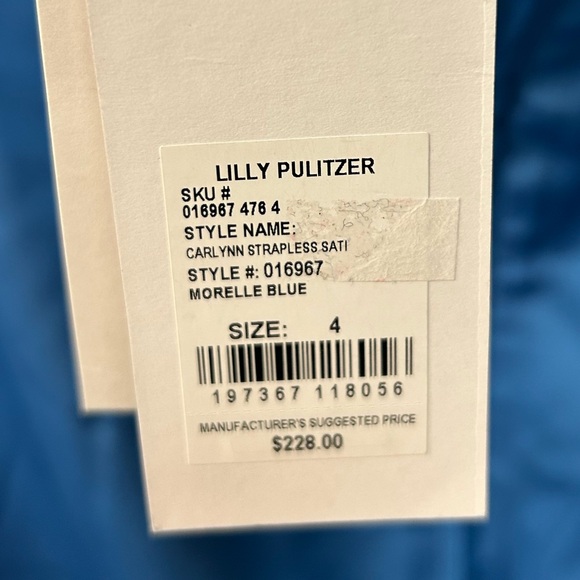 LILLY PULITZER
SKU #
016967 476 4
STYLE NAME:
CARLYNN STRAPLESS SATI
STYLE #: 016967
MORELLE BLUE
SIZE: 4
197367 118056
MANUFACTURER'S SUGGESTED PRICE
$228.00